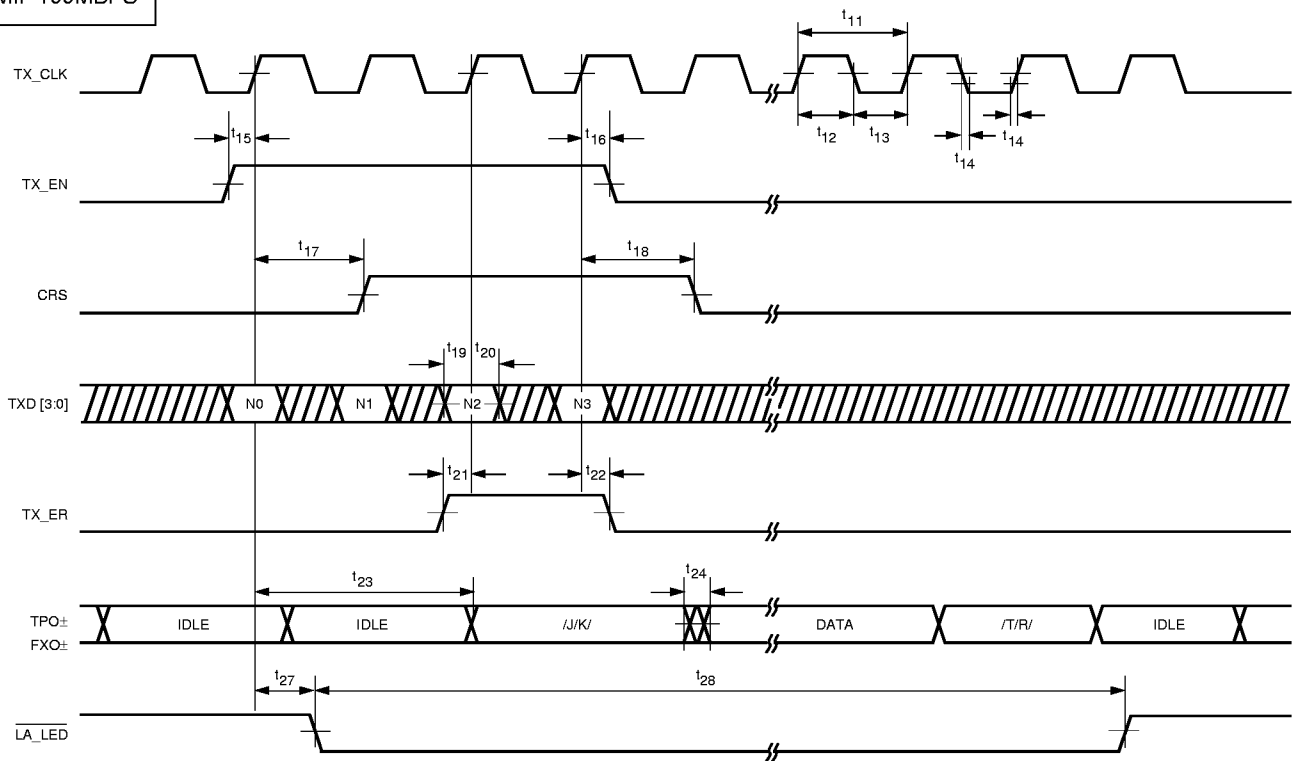 MII 100MBPS
t11
TX_CLK
t12 t13 t14 t14
t15 t16
TX_EN
t17 t18
CRS
t19 t20
TXD [3:0] N0 N1 N2 N3
t21 t22
TX_ER
t23 t24
TPO± IDLE IDLE /J/K/ DATA /T/R/ IDLE
FXO±
t27 t28
LA_LED